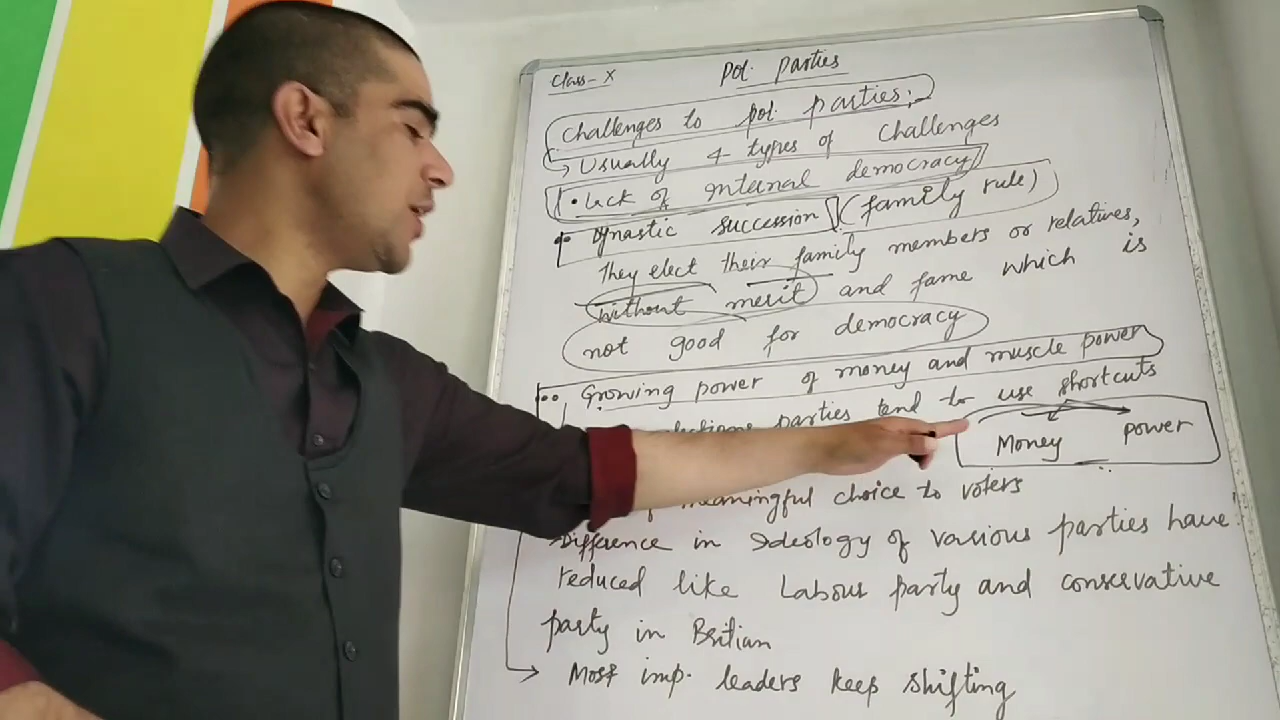 Class-X
Pol. parties
Challenges to pol. parties:
Usually 4 types of challenges
1. Lack of internal democracy
Dynastic succession (family rule)
They elect their family members or relatives,
without merit and fame which is
not good for democracy
Growing power of money and muscle power
parties tend to use shortcuts
Money power
meaningful choice to voters
Difference in Ideology of various parties have
reduced like Labour party and conservative
party in Britian
Most imp. leaders keep shifting